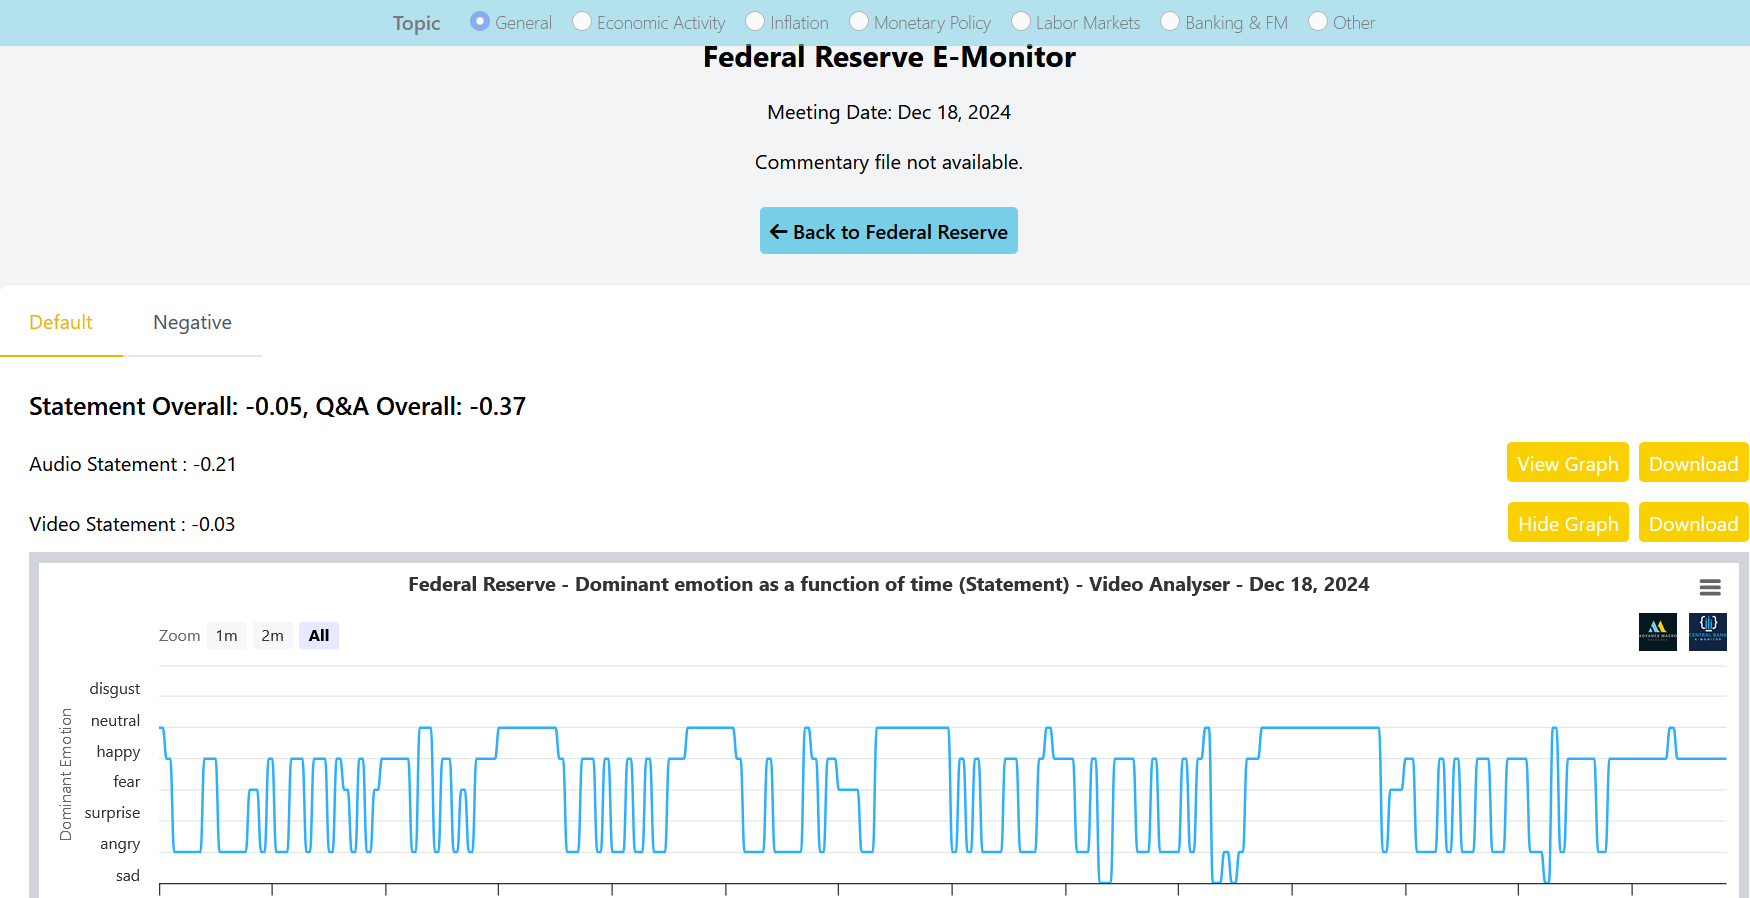 Topic General Economic Activity Inflation Monetary Policy Labor Markets Banking & FM Other
Federal Reserve E-Monitor
Meeting Date: Dec 18, 2024
Commentary file not available.
← Back to Federal Reserve
Default Negative
Statement Overall: -0.05, Q&A Overall: -0.37
Audio Statement : -0.21 View Graph Download
Video Statement : -0.03 Hide Graph Download
Federal Reserve - Dominant emotion as a function of time (Statement) - Video Analyser - Dec 18, 2024
Zoom 1m 2m All
Dominant Emotion
disgust
neutral
happy
fear
surprise
angry
sad